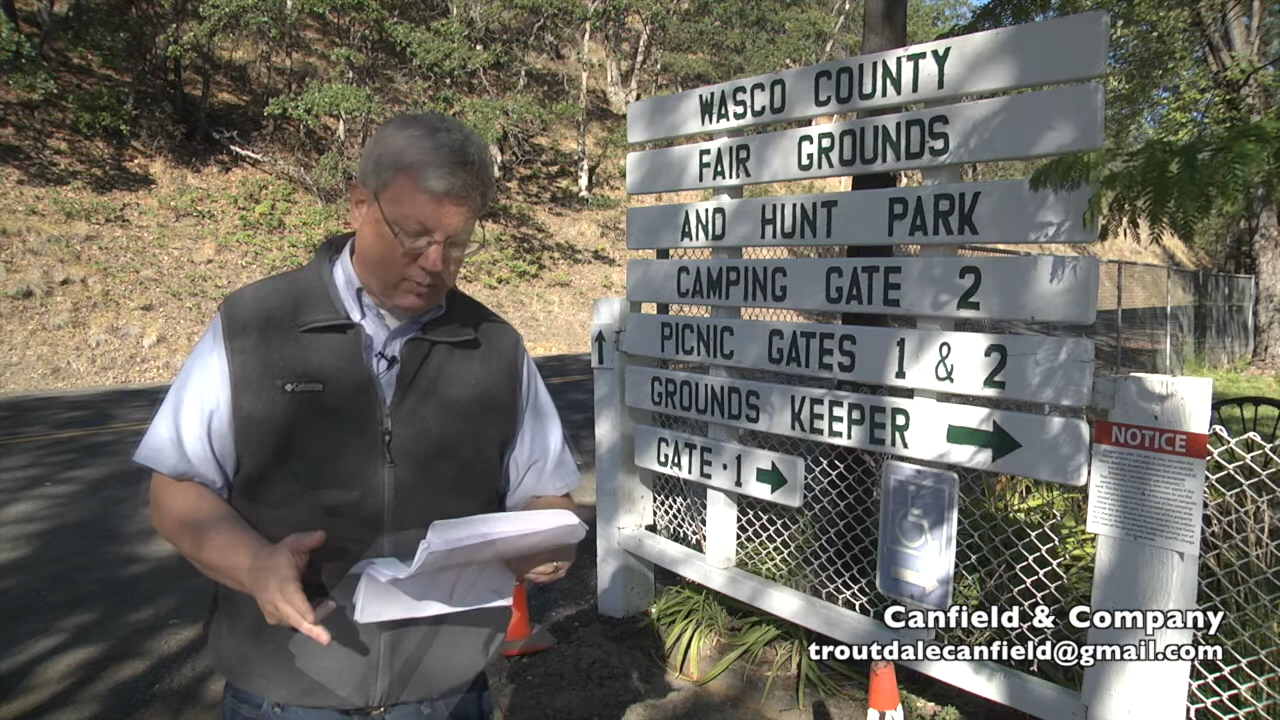 WASCO COUNTY
FAIR GROUNDS
AND HUNT PARK
CAMPING GATE 2
PICNIC GATES 1 & 2
GROUNDS KEEPER
GATE · 1
NOTICE
Columbia
Canfield & Company
troutdalecanfield@gmail.com